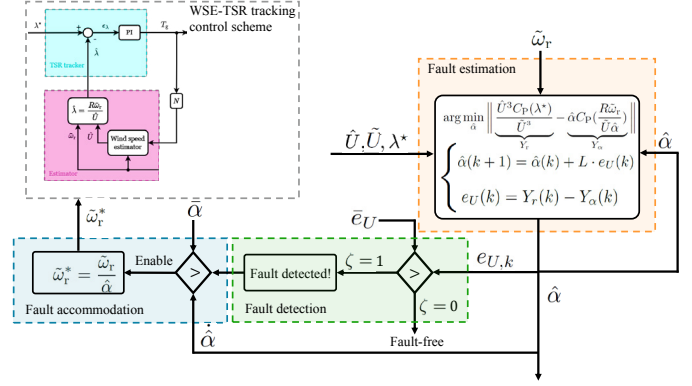 WSE-TSR tracking
control scheme
λ* + ϵ_λ PI T_g
-
λ̂
TSR tracker
N
λ̂ = Rω̃_r / Û
ω̃_r Û
Wind speed
estimator
Estimator
ω̃_r
Fault estimation
arg min_α̂ ‖ Û³C_P(λ*) / Ũ³ - α̂C_P(Rω̃_r / Ũα̂) ‖
Y_r Y_α
α̂(k + 1) = α̂(k) + L · e_U(k)
e_U(k) = Y_r(k) − Y_α(k)
Û, Ũ, λ*
α̂
ω̃_r*
ᾱ
ē_U
ω̃_r* = ω̃_r / α̂
Enable
>
Fault detected!
ζ = 1
>
e_{U,k}
ζ = 0
α̂
Fault accommodation
Fault detection
α̂̇
Fault-free